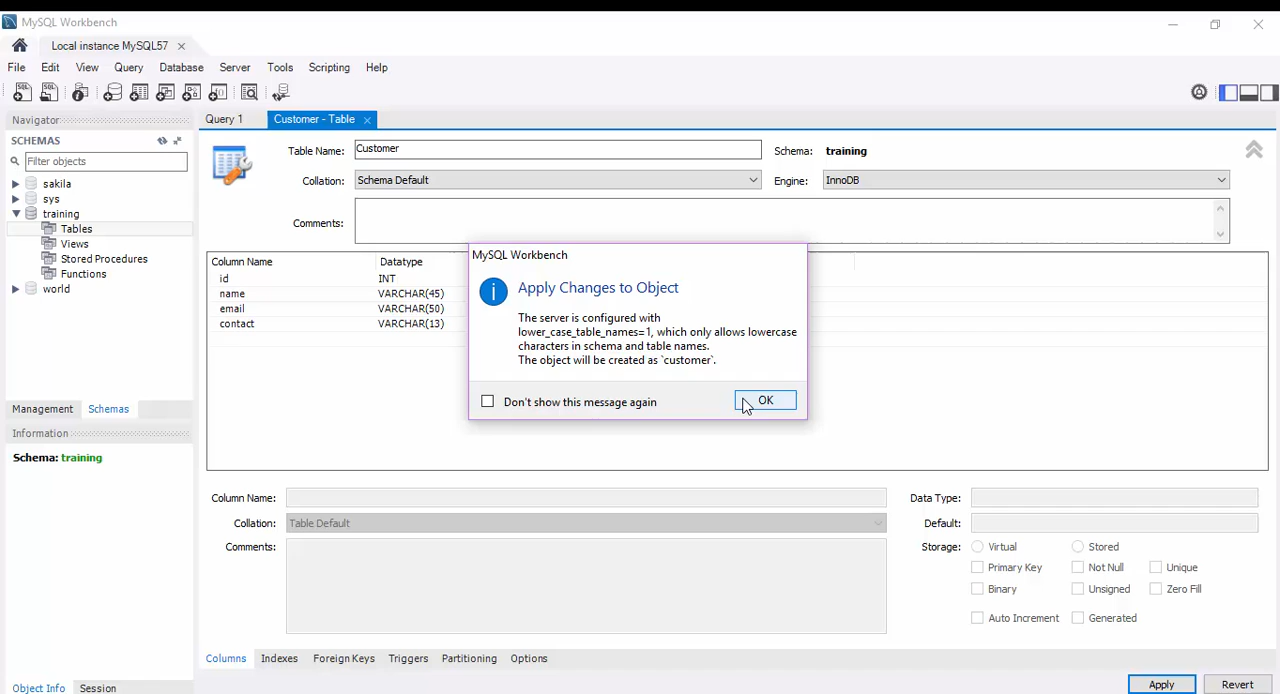 MySQL Workbench
Local instance MySQL57
File Edit View Query Database Server Tools Scripting Help
Navigator
SCHEMAS
Filter objects
sakila
sys
training
Tables
Views
Stored Procedures
Functions
world
Management Schemas
Information
Schema: training
Object Info Session
Query 1 Customer - Table
Table Name: Customer Schema: training
Collation: Schema Default Engine: InnoDB
Comments:
Column Name Datatype
id INT
name VARCHAR(45)
email VARCHAR(50)
contact VARCHAR(13)
MySQL Workbench
Apply Changes to Object
The server is configured with
lower_case_table_names=1, which only allows lowercase
characters in schema and table names.
The object will be created as `customer`.
Don't show this message again OK
Column Name: Data Type:
Collation: Table Default Default:
Comments: Storage: Virtual Stored
Primary Key Not Null Unique
Binary Unsigned Zero Fill
Auto Increment Generated
Columns Indexes Foreign Keys Triggers Partitioning Options
Apply Revert